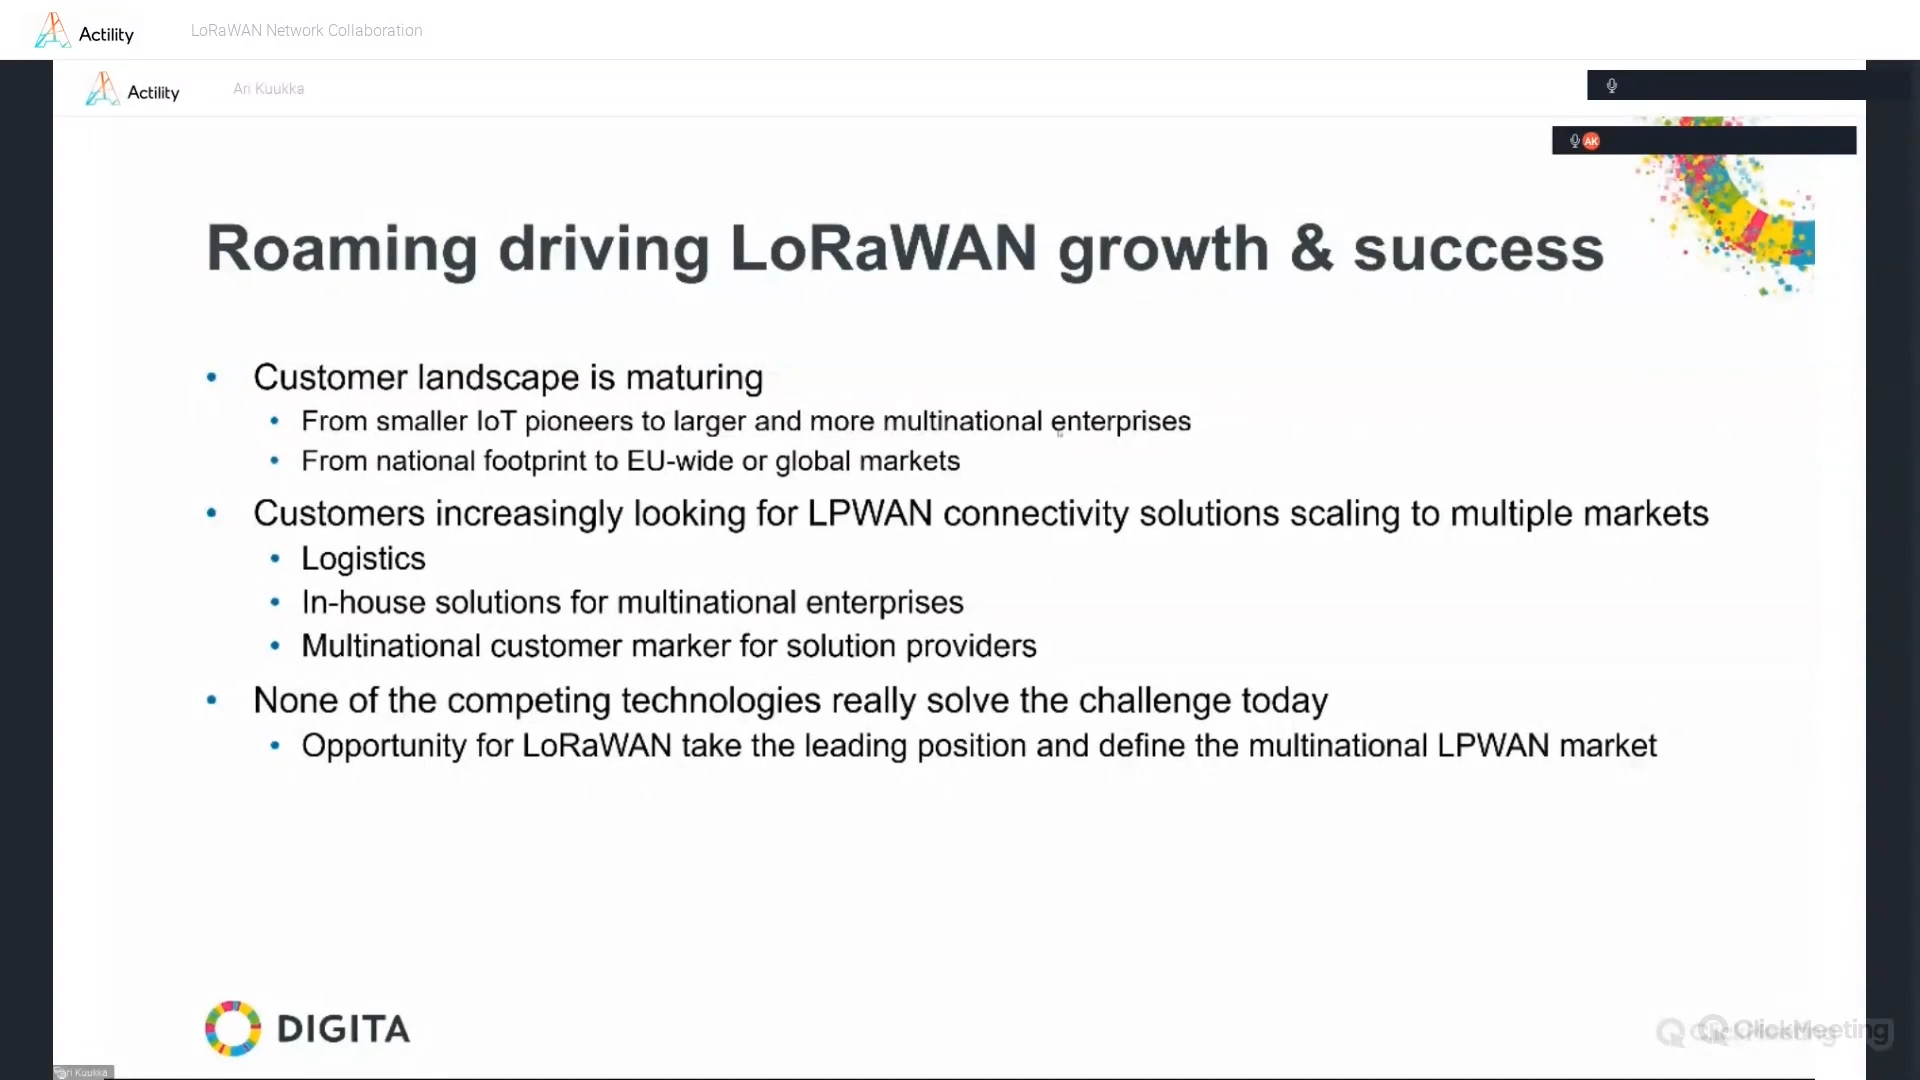 Actility
LoRaWAN Network Collaboration
Actility
Ari Kuukka
AK
Roaming driving LoRaWAN growth & success
• Customer landscape is maturing
• From smaller IoT pioneers to larger and more multinational enterprises
• From national footprint to EU-wide or global markets
• Customers increasingly looking for LPWAN connectivity solutions scaling to multiple markets
• Logistics
• In-house solutions for multinational enterprises
• Multinational customer marker for solution providers
• None of the competing technologies really solve the challenge today
• Opportunity for LoRaWAN take the leading position and define the multinational LPWAN market
DIGITA
ClickMeeting
Kuukka